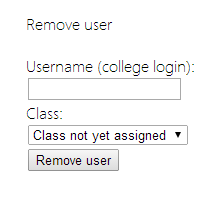 Remove user
Username (college login):
Class:
Class not yet assigned
Remove user